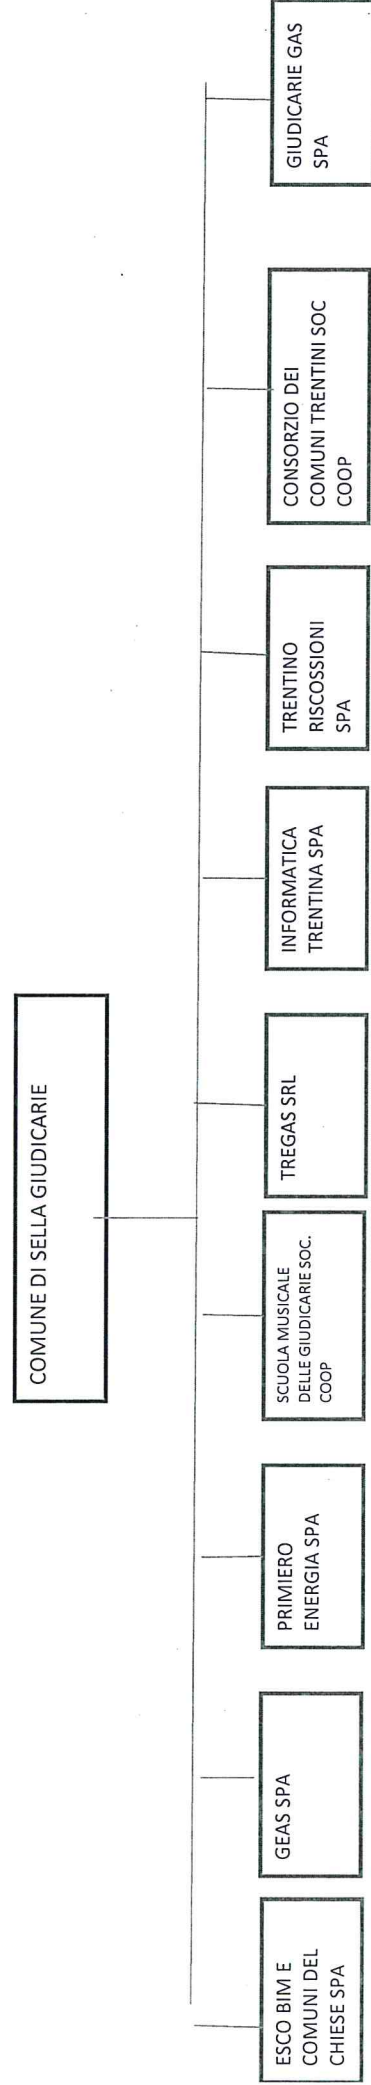 COMUNE DI SELLA GIUDICARIE
ESCO BIM E
COMUNI DEL
CHIESE SPA
GEAS SPA
PRIMIERO
ENERGIA SPA
SCUOLA MUSICALE
DELLE GIUDICARIE SOC.
COOP
TREGAS SRL
INFORMATICA
TRENTINA SPA
TRENTINO
RISCOSSIONI
SPA
CONSORZIO DEI
COMUNI TRENTINI SOC
COOP
GIUDICARIE GAS
SPA